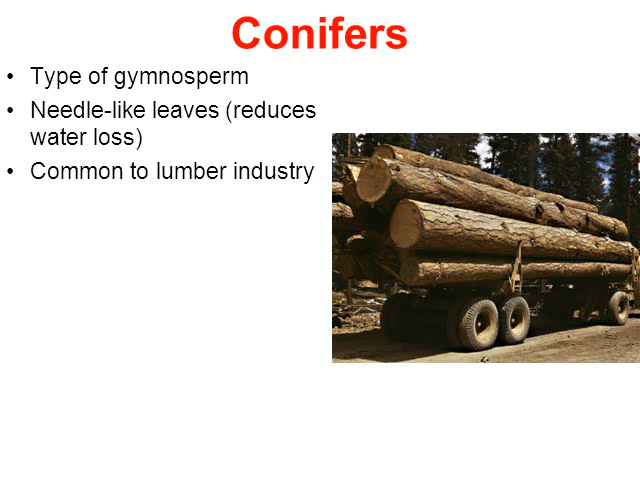 Conifers
• Type of gymnosperm
• Needle-like leaves (reduces
water loss)
• Common to lumber industry